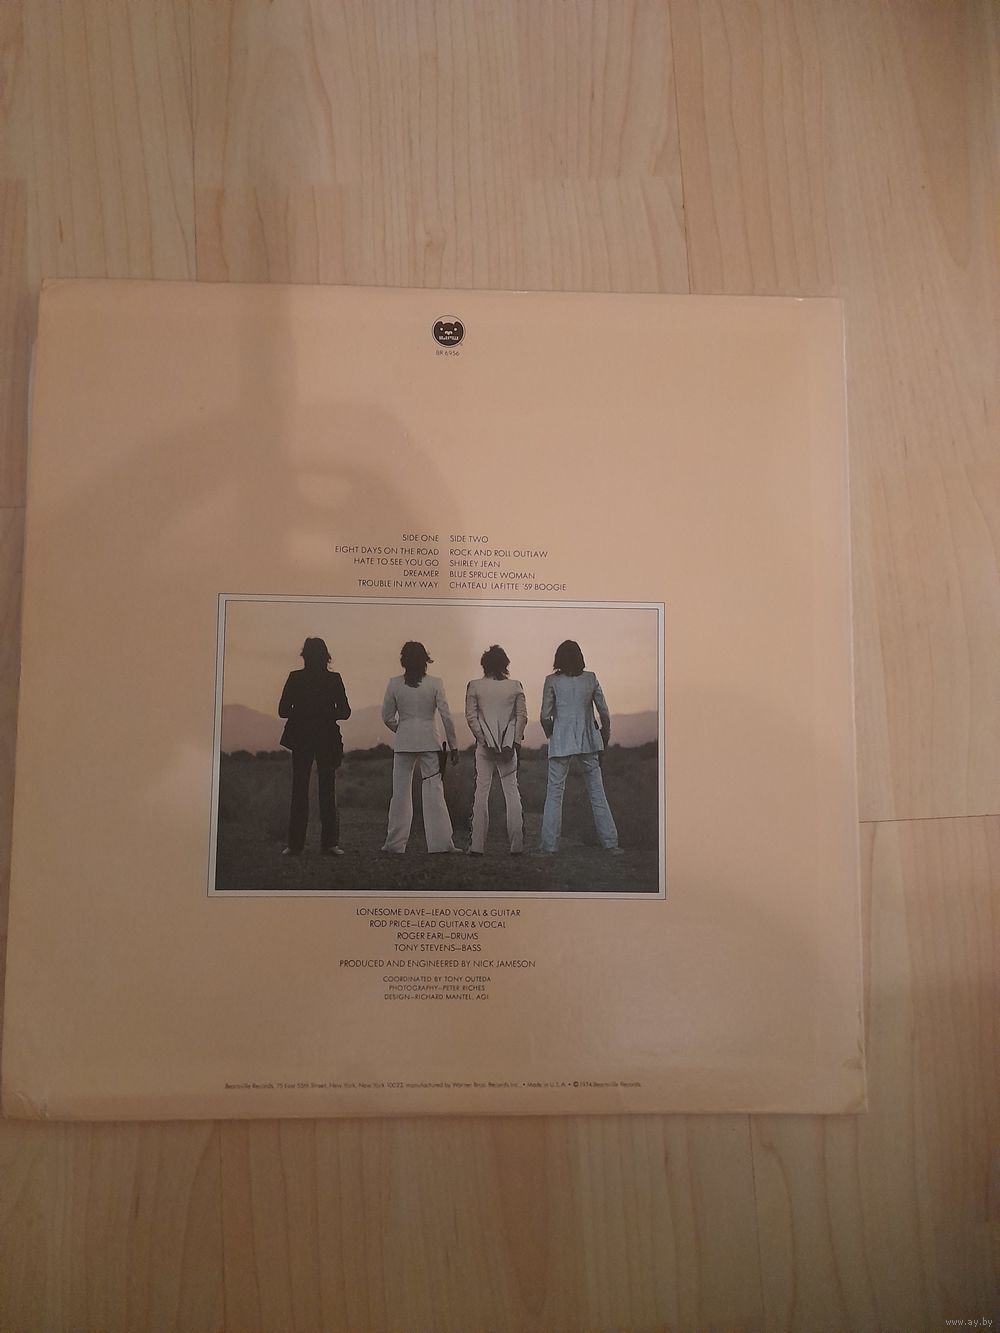 BR 6956
SIDE ONE
EIGHT DAYS ON THE ROAD
HATE TO SEE YOU GO
DREAMER
TROUBLE IN MY WAY
SIDE TWO
ROCK AND ROLL OUTLAW
SHIRLEY JEAN
BLUE SPRUCE WOMAN
CHATEAU LAFITTE '59 BOOGIE
LONESOME DAVE—LEAD VOCAL & GUITAR
ROD PRICE—LEAD GUITAR & VOCAL
ROGER EARL—DRUMS
TONY STEVENS—BASS
PRODUCED AND ENGINEERED BY NICK JAMESON
COORDINATED BY TONY OUTEDA
PHOTOGRAPHY—PETER RICHES
DESIGN—RICHARD MANTEL, AGI
Bearsville Records, 75 East 55th Street, New York, New York 10022, manufactured by Warner Bros. Records Inc. • Made in U.S.A. • © 1974 Bearsville Records
www.ay.by